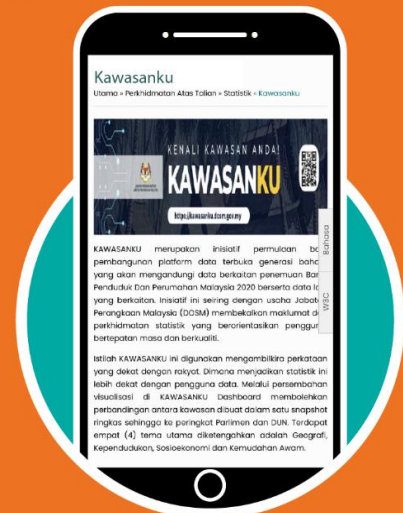 Kawasanku
Utama » Perkhidmatan Atas Talian » Statistik » Kawasanku
KENALI KAWASAN ANDA!
KAWASANKU
https://kawasanku.dosm.gov.my
Bahasa
W3C
KAWASANKU merupakan inisiatif permulaan
pembangunan platform data terbuka generasi
yang akan mengandungi data berkaitan penemuan
Penduduk Dan Perumahan Malaysia 2020 berserta data
yang berkaitan. Inisiatif ini seiring dengan usaha
Perangkaan Malaysia (DOSM) membekalkan maklumat
perkhidmatan statistik yang berorientasikan
bertepatan masa dan berkualiti.
Istilah KAWASANKU ini digunakan mengambilkira perkataan
yang dekat dengan rakyat. Dimana menjadikan statistik ini
lebih dekat dengan pengguna data. Melalui persembahan
visualisasi di KAWASANKU Dashboard membolehkan
perbandingan antara kawasan dibuat dalam satu snapshot
ringkas sehingga ke peringkat Parlimen dan DUN. Terdapat
empat (4) tema utama diketengahkan adalah Geografi,
Kependudukan, Sosioekonomi dan Kemudahan Awam.